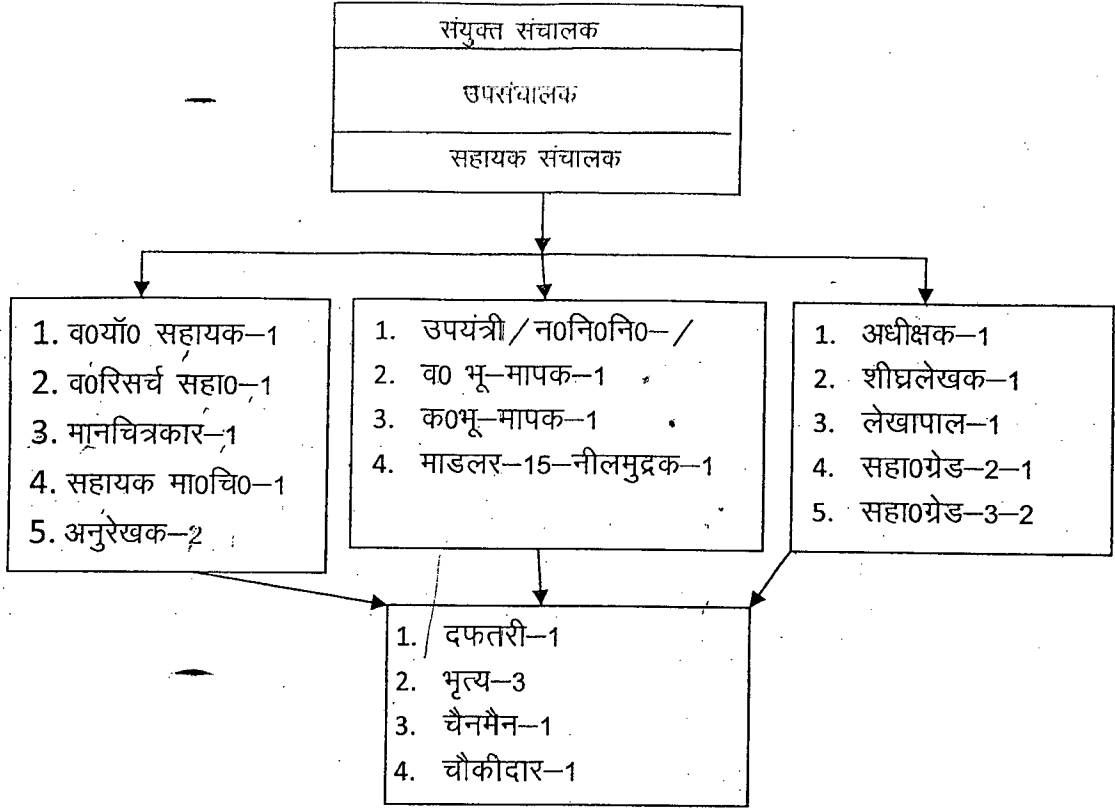 संयुक्त संचालक
उपसंचालक
सहायक संचालक
1. व0यॉ0 सहायक–1
2. व0रिसर्च सहा0–1
3. मानचित्रकार–1
4. सहायक मा0चि0–1
5. अनुरेखक–2
1. उपयंत्री / न0नि0नि0– /
2. व0 भू–मापक–1
3. क0भू–मापक–1
4. माडलर–15–नीलमुद्रक–1
1. अधीक्षक–1
2. शीघ्रलेखक–1
3. लेखापाल–1
4. सहा0ग्रेड–2–1
5. सहा0ग्रेड–3–2
1. दफतरी–1
2. भृत्य–3
3. चैनमैन–1
4. चौकीदार–1